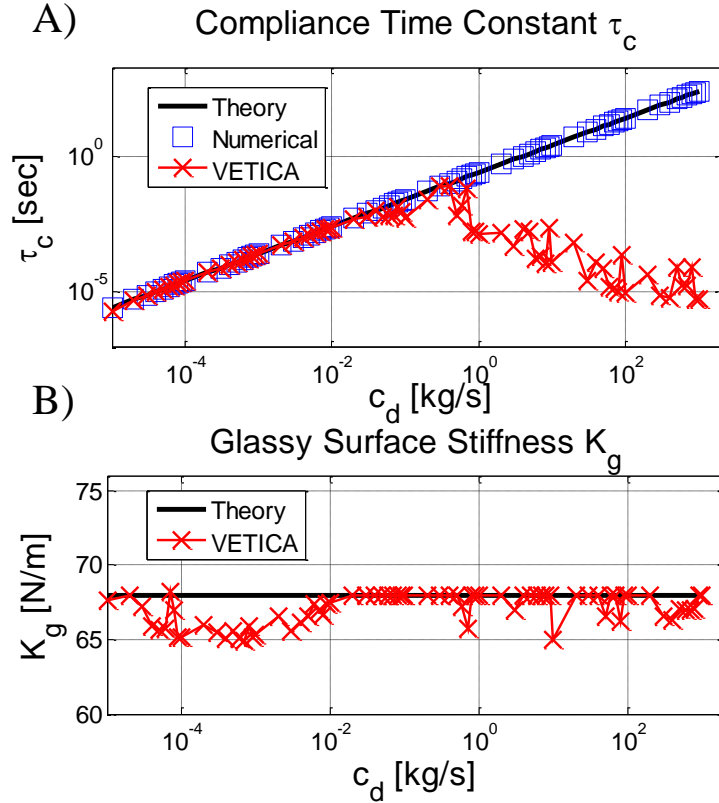 A)
Compliance Time Constant τc
Theory
Numerical
VETICA
10^0
10^-5
τc [sec]
10^-4
10^-2
10^0
10^2
cd [kg/s]
B)
Glassy Surface Stiffness Kg
Theory
VETICA
75
70
65
60
Kg [N/m]
10^-4
10^-2
10^0
10^2
cd [kg/s]